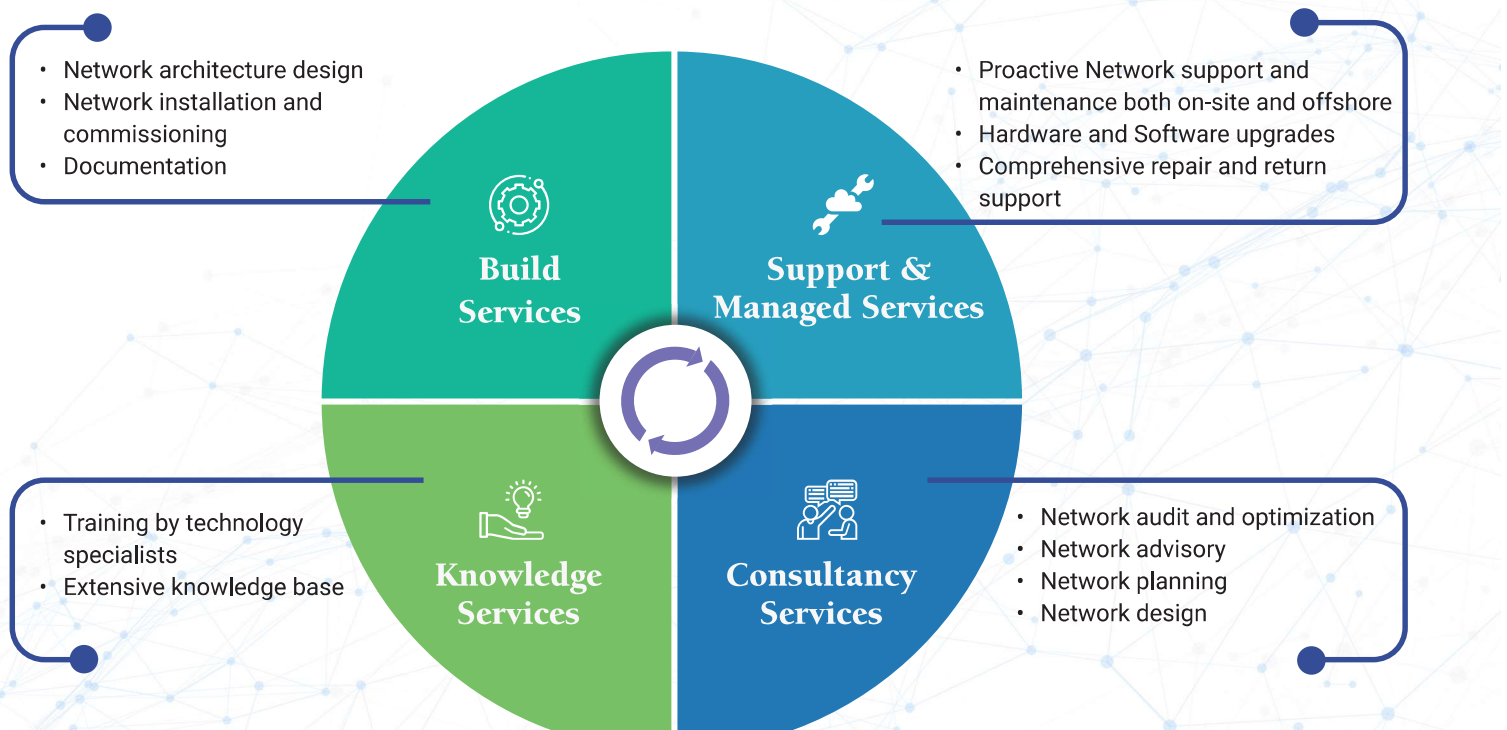 • Network architecture design
• Network installation and
commissioning
• Documentation
• Proactive Network support and
maintenance both on-site and offshore
• Hardware and Software upgrades
• Comprehensive repair and return
support
Build
Services
Support &
Managed Services
• Training by technology
specialists
• Extensive knowledge base
Knowledge
Services
Consultancy
Services
• Network audit and optimization
• Network advisory
• Network planning
• Network design